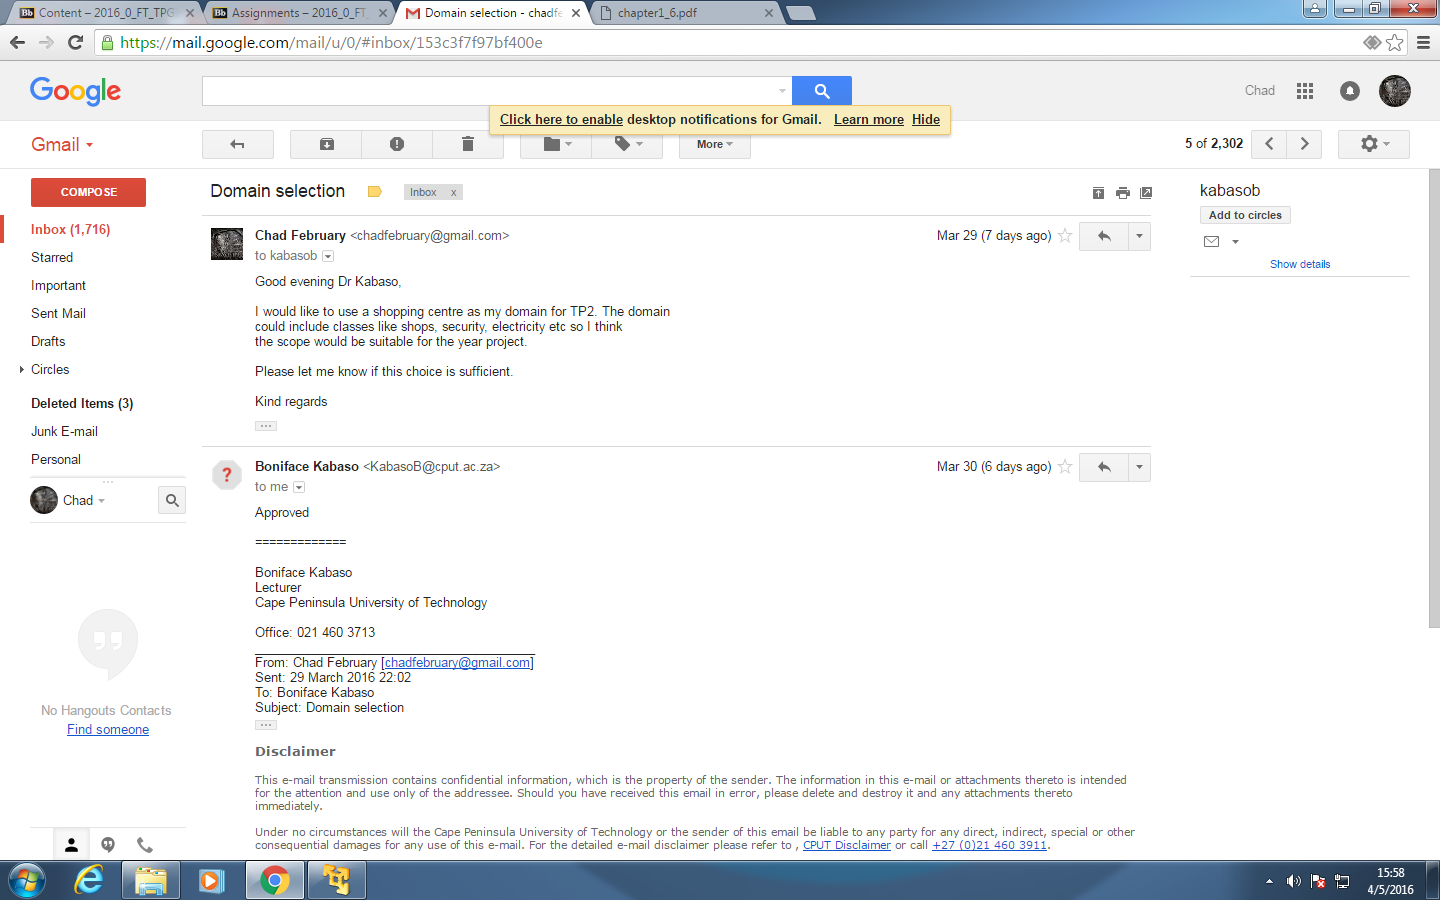 Content – 2016_0_FT_TPG
Assignments – 2016_0_FT_
Domain selection - chadfe
chapter1_6.pdf
https://mail.google.com/mail/u/0/#inbox/153c3f7f97bf400e
Google
Chad
Click here to enable desktop notifications for Gmail. Learn more Hide
Gmail
More
5 of 2,302
COMPOSE
Inbox (1,716)
Starred
Important
Sent Mail
Drafts
Circles
Deleted Items (3)
Junk E-mail
Personal
Chad
No Hangouts Contacts
Find someone
Domain selection
Inbox x
Chad February <chadfebruary@gmail.com>
Mar 29 (7 days ago)
to kabasob
Good evening Dr Kabaso,
I would like to use a shopping centre as my domain for TP2. The domain
could include classes like shops, security, electricity etc so I think
the scope would be suitable for the year project.
Please let me know if this choice is sufficient.
Kind regards
Boniface Kabaso <KabasoB@cput.ac.za>
Mar 30 (6 days ago)
to me
Approved
=============
Boniface Kabaso
Lecturer
Cape Peninsula University of Technology
Office: 021 460 3713
________________________________________
From: Chad February [chadfebruary@gmail.com]
Sent: 29 March 2016 22:02
To: Boniface Kabaso
Subject: Domain selection
Disclaimer
This e-mail transmission contains confidential information, which is the property of the sender. The information in this e-mail or attachments thereto is intended
for the attention and use only of the addressee. Should you have received this email in error, please delete and destroy it and any attachments thereto
immediately.
Under no circumstances will the Cape Peninsula University of Technology or the sender of this email be liable to any party for any direct, indirect, special or other
consequential damages for any use of this e-mail. For the detailed e-mail disclaimer please refer to , CPUT Disclaimer or call +27 (0)21 460 3911.
kabasob
Add to circles
Show details
15:58
4/5/2016